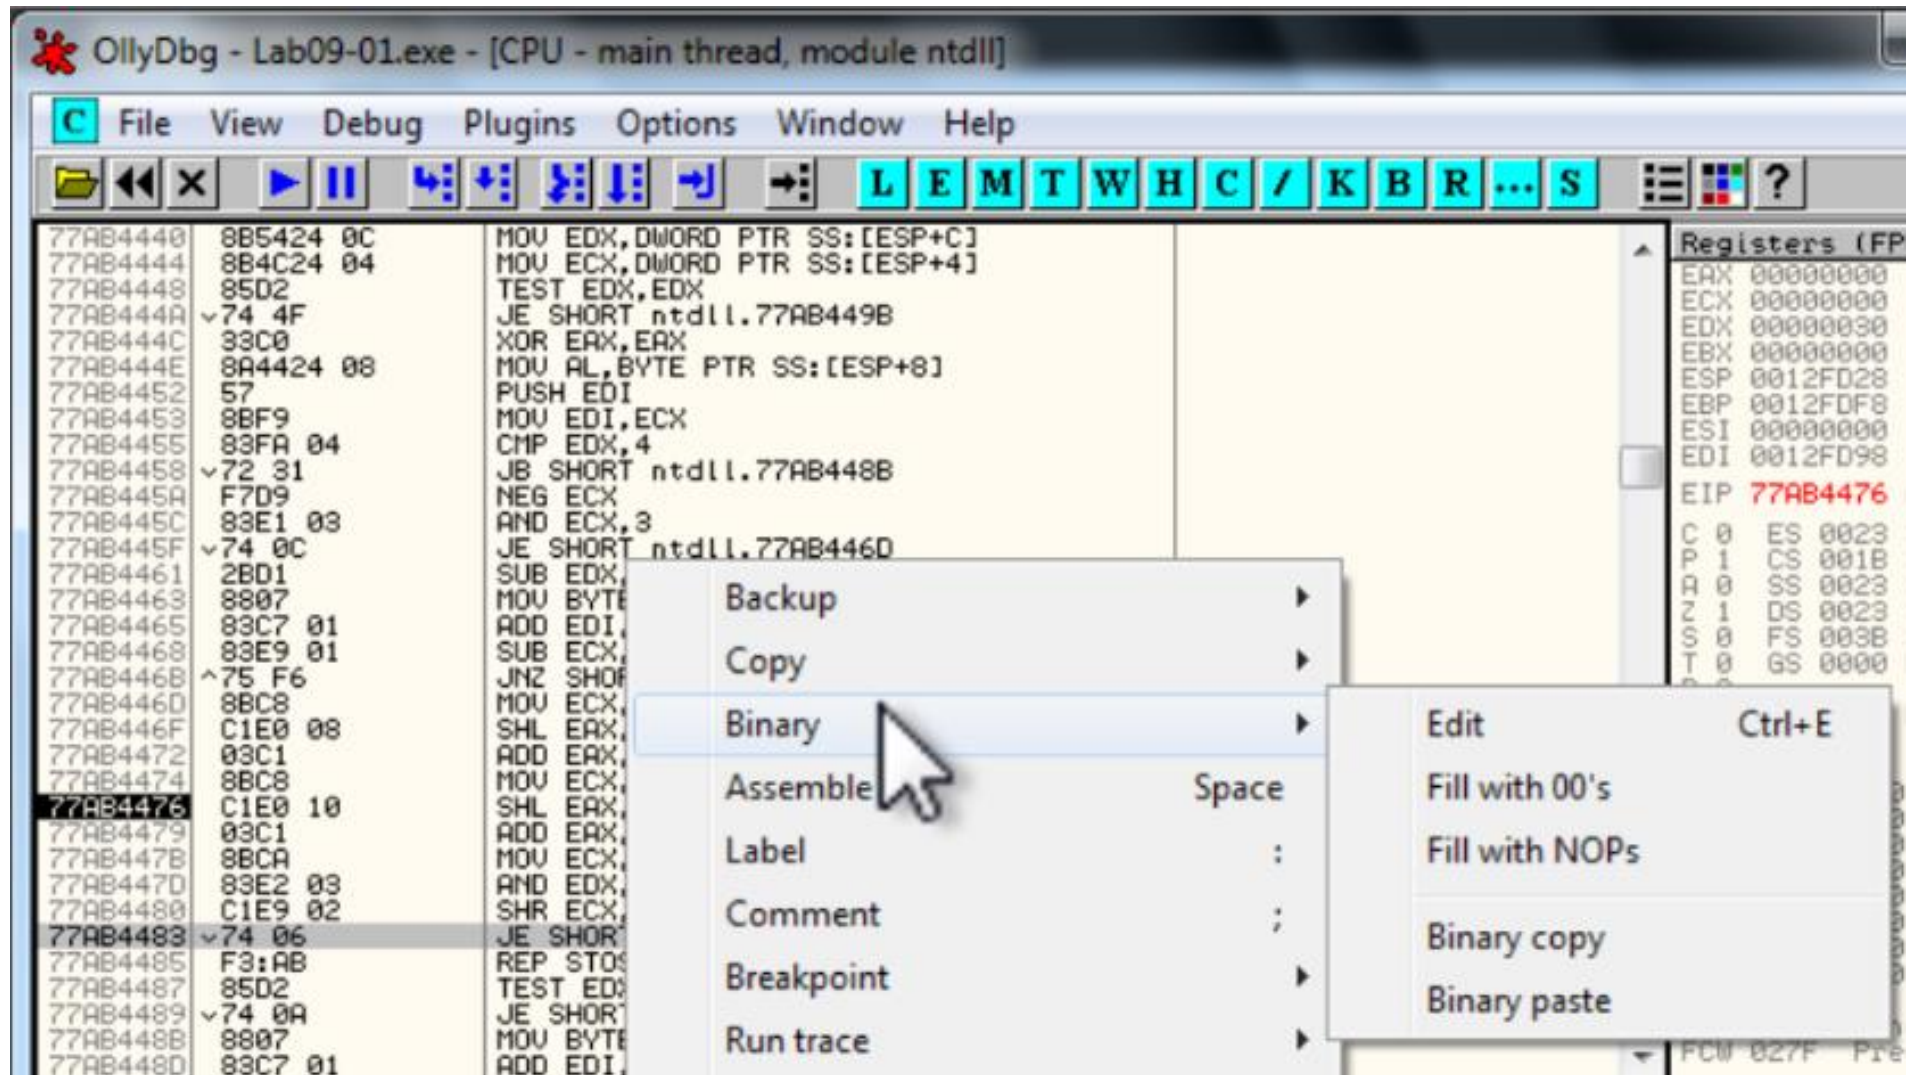 OllyDbg - Lab09-01.exe - [CPU - main thread, module ntdll]
C File View Debug Plugins Options Window Help
L E M T W H C / K B R ... S ?
77AB4440 8B5424 0C MOV EDX,DWORD PTR SS:[ESP+C]
77AB4444 8B4C24 04 MOV ECX,DWORD PTR SS:[ESP+4]
77AB4448 85D2 TEST EDX,EDX
77AB444A 74 4F JE SHORT ntdll.77AB449B
77AB444C 33C0 XOR EAX,EAX
77AB444E 8A4424 08 MOV AL,BYTE PTR SS:[ESP+8]
77AB4452 57 PUSH EDI
77AB4453 8BF9 MOV EDI,ECX
77AB4455 83FA 04 CMP EDX,4
77AB4458 72 31 JB SHORT ntdll.77AB448B
77AB445A F7D9 NEG ECX
77AB445C 83E1 03 AND ECX,3
77AB445F 74 0C JE SHORT ntdll.77AB446D
77AB4461 2BD1 SUB EDX,
77AB4463 8807 MOV BYTE
77AB4465 83C7 01 ADD EDI,
77AB4468 83E9 01 SUB ECX,
77AB446B ^75 F6 JNZ SHOR
77AB446D 8BC8 MOV ECX,
77AB446F C1E0 08 SHL EAX,
77AB4472 03C1 ADD EAX,
77AB4474 8BC8 MOV ECX,
77AB4476 C1E0 10 SHL EAX,
77AB4479 03C1 ADD EAX,
77AB447B 8BCA MOV ECX,
77AB447D 83E2 03 AND EDX,
77AB4480 C1E9 02 SHR ECX,
77AB4483 74 06 JE SHOR
77AB4485 F3:AB REP STOS
77AB4487 85D2 TEST EDX
77AB4489 74 0A JE SHORT
77AB448B 8807 MOV BYTE
77AB448D 83C7 01 ADD EDI,
Backup
Copy
Binary
Assemble Space
Label :
Comment ;
Breakpoint
Run trace
Edit Ctrl+E
Fill with 00's
Fill with NOPs
Binary copy
Binary paste
Registers (FP
EAX 00000000
ECX 00000000
EDX 00000030
EBX 00000000
ESP 0012FD28
EBP 0012FDF8
ESI 00000000
EDI 0012FD98
EIP 77AB4476
C 0 ES 0023
P 1 CS 001B
A 0 SS 0023
Z 1 DS 0023
S 0 FS 003B
T 0 GS 0000
FCW 027F Pre